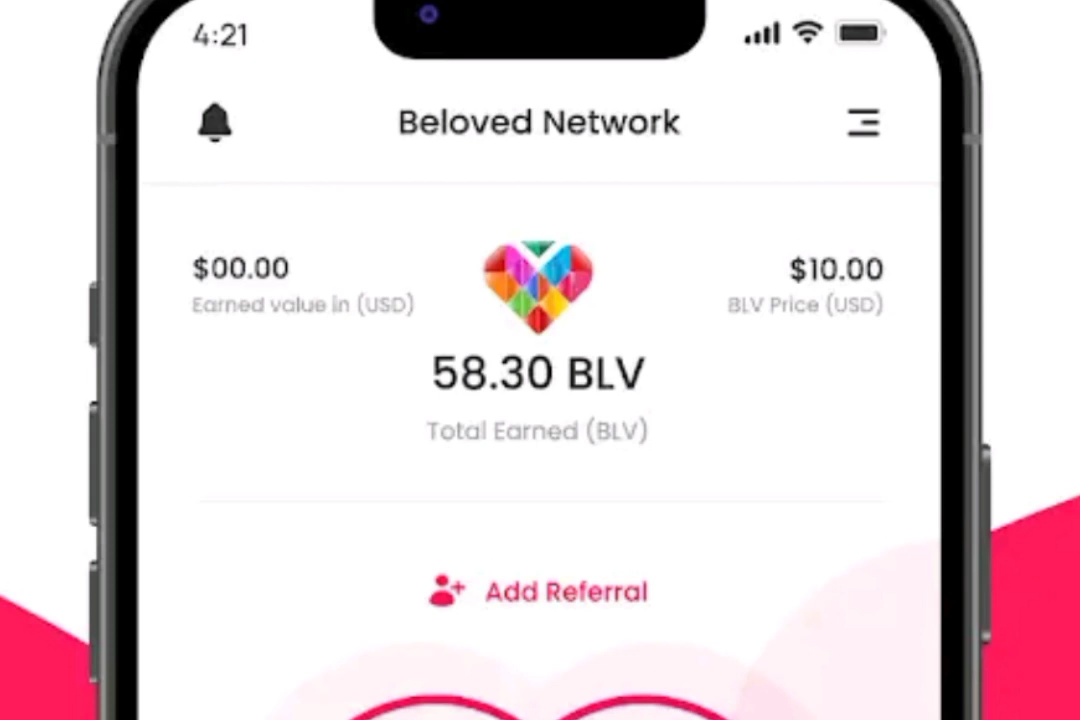 4:21
Beloved Network
$00.00
$10.00
Earned value in (USD)
BLV Price (USD)
58.30 BLV
Total Earned (BLV)
Add Referral